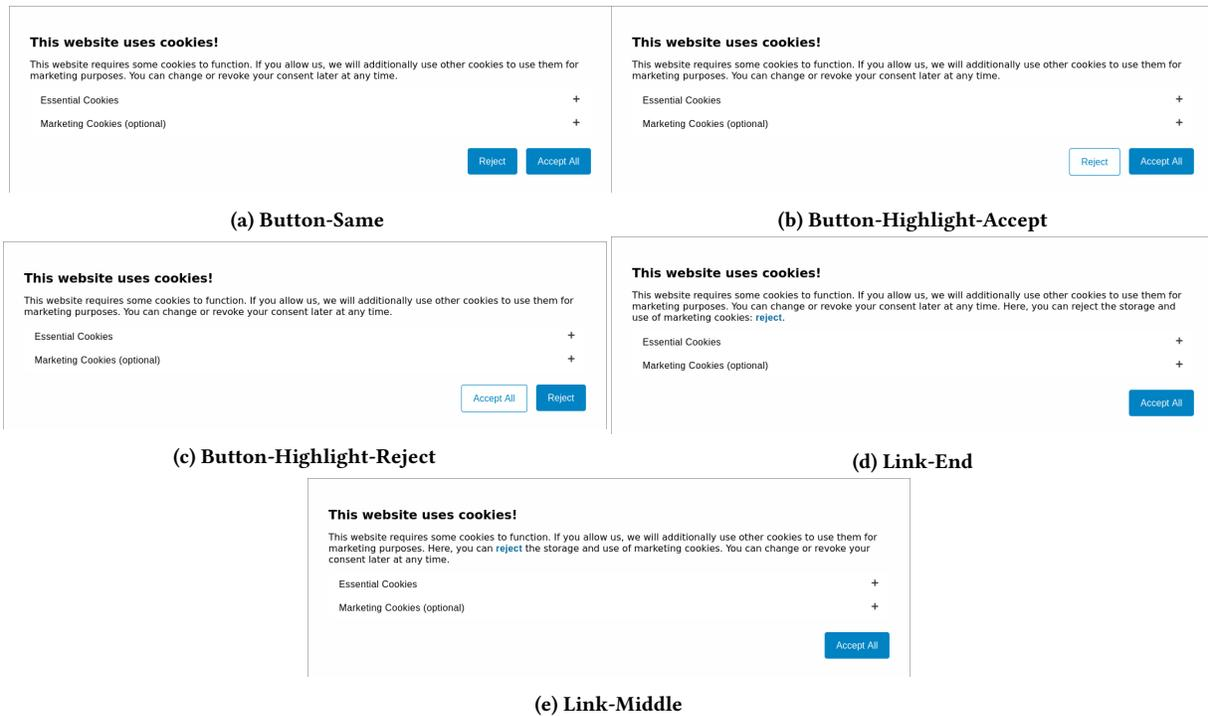 This website uses cookies!
This website requires some cookies to function. If you allow us, we will additionally use other cookies to use them for
marketing purposes. You can change or revoke your consent later at any time.
Essential Cookies +
Marketing Cookies (optional) +
Reject Accept All
(a) Button-Same
This website uses cookies!
This website requires some cookies to function. If you allow us, we will additionally use other cookies to use them for
marketing purposes. You can change or revoke your consent later at any time.
Essential Cookies +
Marketing Cookies (optional) +
Reject Accept All
(b) Button-Highlight-Accept
This website uses cookies!
This website requires some cookies to function. If you allow us, we will additionally use other cookies to use them for
marketing purposes. You can change or revoke your consent later at any time.
Essential Cookies +
Marketing Cookies (optional) +
Accept All Reject
(c) Button-Highlight-Reject
This website uses cookies!
This website requires some cookies to function. If you allow us, we will additionally use other cookies to use them for
marketing purposes. You can change or revoke your consent later at any time. Here, you can reject the storage and
use of marketing cookies: reject.
Essential Cookies +
Marketing Cookies (optional) +
Accept All
(d) Link-End
This website uses cookies!
This website requires some cookies to function. If you allow us, we will additionally use other cookies to use them for
marketing purposes. Here, you can reject the storage and use of marketing cookies. You can change or revoke your
consent later at any time.
Essential Cookies +
Marketing Cookies (optional) +
Accept All
(e) Link-Middle